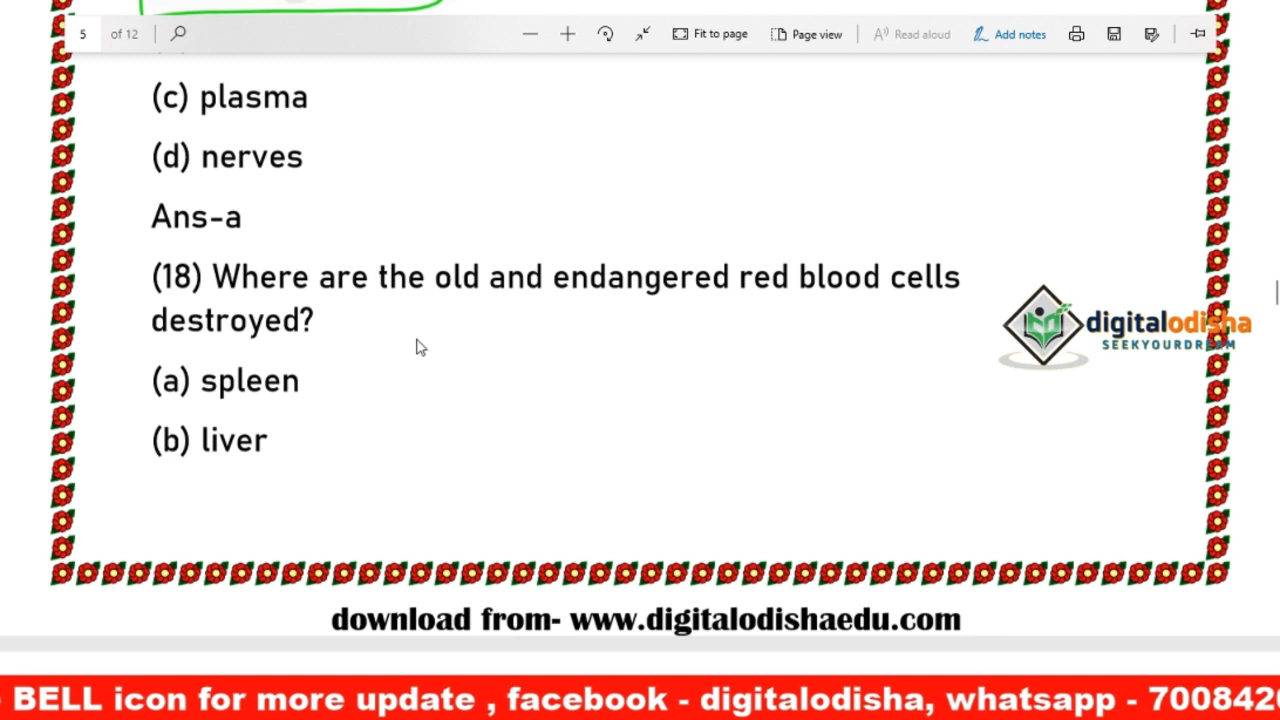 5 of 12 Fit to page Page view Read aloud Add notes
(c) plasma
(d) nerves
Ans-a
(18) Where are the old and endangered red blood cells
destroyed?
digitalodisha
SEEKYOURDREAM
(a) spleen
(b) liver
download from- www.digitalodishaedu.com
BELL icon for more update , facebook - digitalodisha, whatsapp -